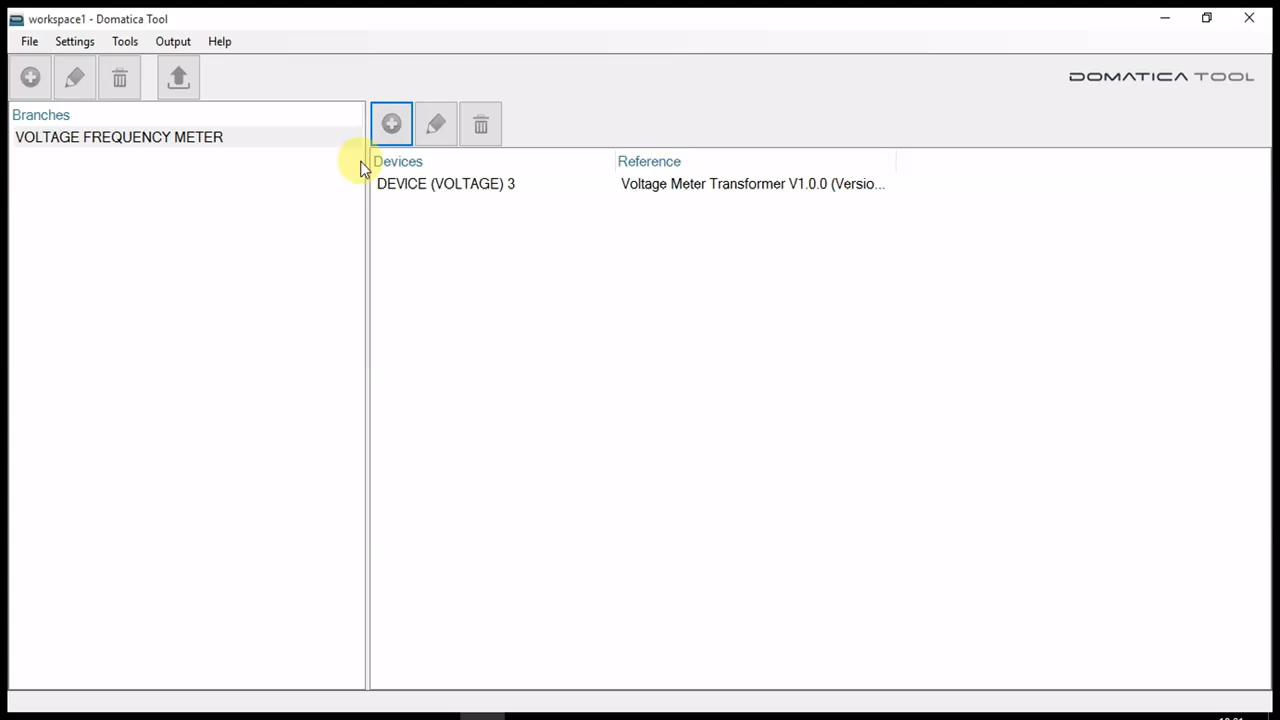 workspace1 - Domatica Tool
File Settings Tools Output Help
DOMATICA TOOL
Branches
VOLTAGE FREQUENCY METER
Devices Reference
DEVICE (VOLTAGE) 3 Voltage Meter Transformer V1.0.0 (Versio...